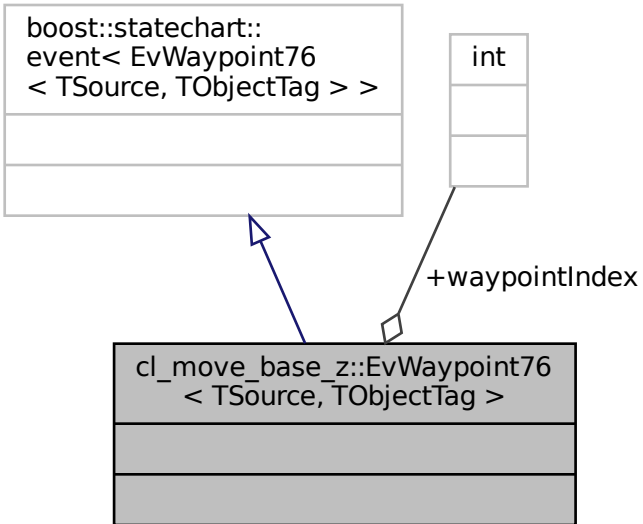 boost::statechart::
event< EvWaypoint76
< TSource, TObjectTag > >
int
+waypointIndex
cl_move_base_z::EvWaypoint76
< TSource, TObjectTag >